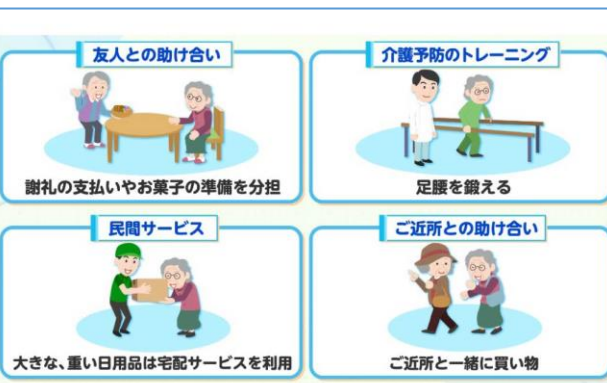 友人との助け合い
謝礼の支払いやお菓子の準備を分担
介護予防のトレーニング
足腰を鍛える
民間サービス
大きな、重い日用品は宅配サービスを利用
ご近所との助け合い
ご近所と一緒に買い物